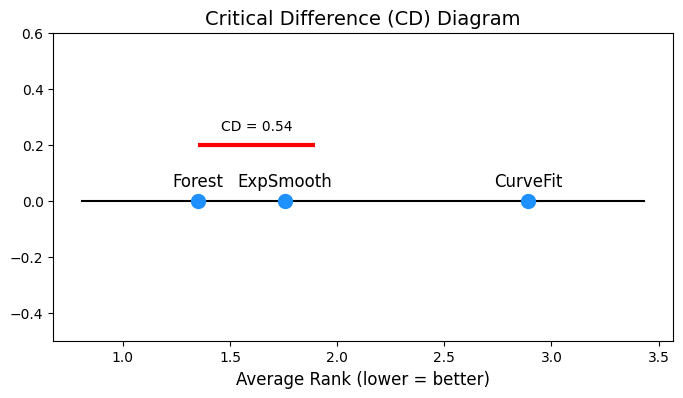 Critical Difference (CD) Diagram
0.6
0.4
CD = 0.54
0.2
Forest ExpSmooth CurveFit
0.0
−0.2
−0.4
1.0 1.5 2.0 2.5 3.0 3.5
Average Rank (lower = better)